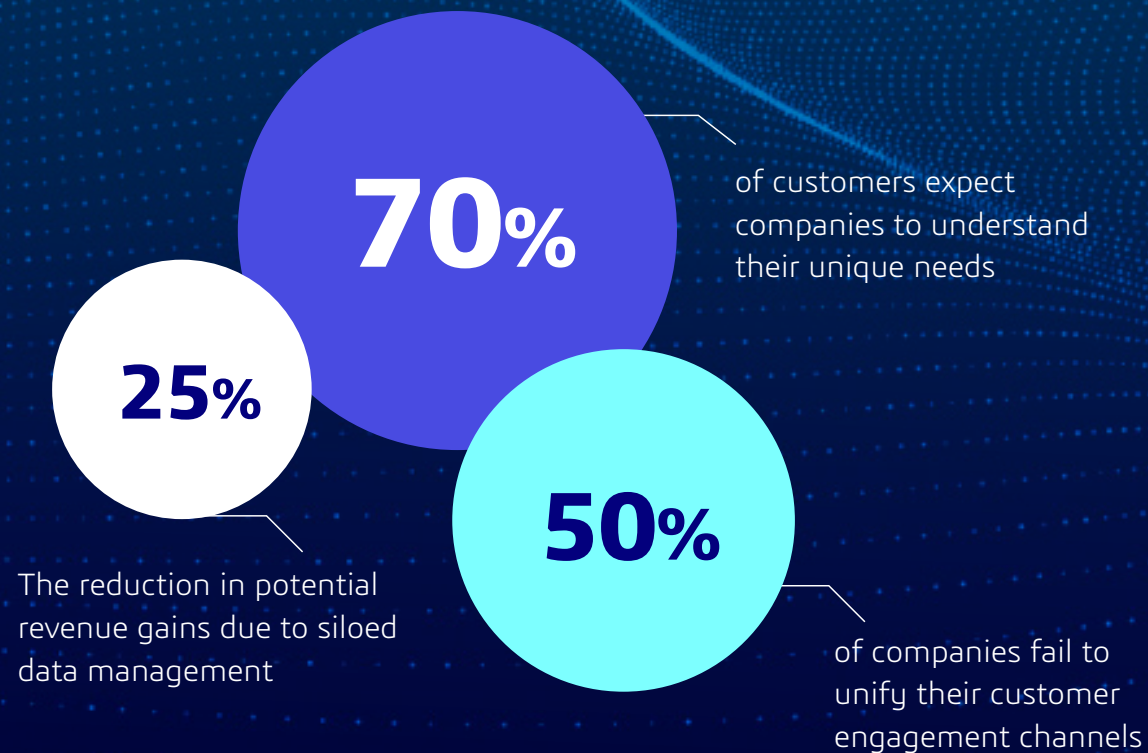 70%
of customers expect
companies to understand
their unique needs
25%
The reduction in potential
revenue gains due to siloed
data management
50%
of companies fail to
unify their customer
engagement channels